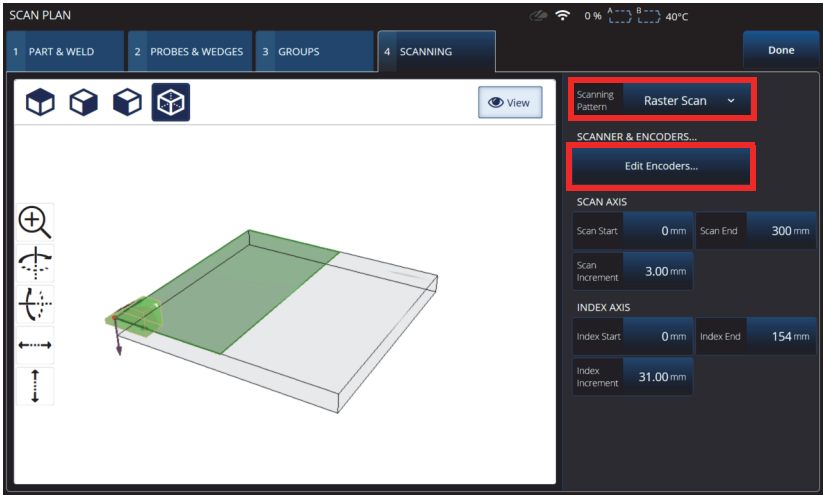 SCAN PLAN
0 % A B 40°C
1 PART & WELD 2 PROBES & WEDGES 3 GROUPS 4 SCANNING Done
View
Scanning Pattern Raster Scan
SCANNER & ENCODERS...
Edit Encoders...
SCAN AXIS
Scan Start 0 mm Scan End 300 mm
Scan Increment 3.00 mm
INDEX AXIS
Index Start 0 mm Index End 154 mm
Index Increment 31.00 mm